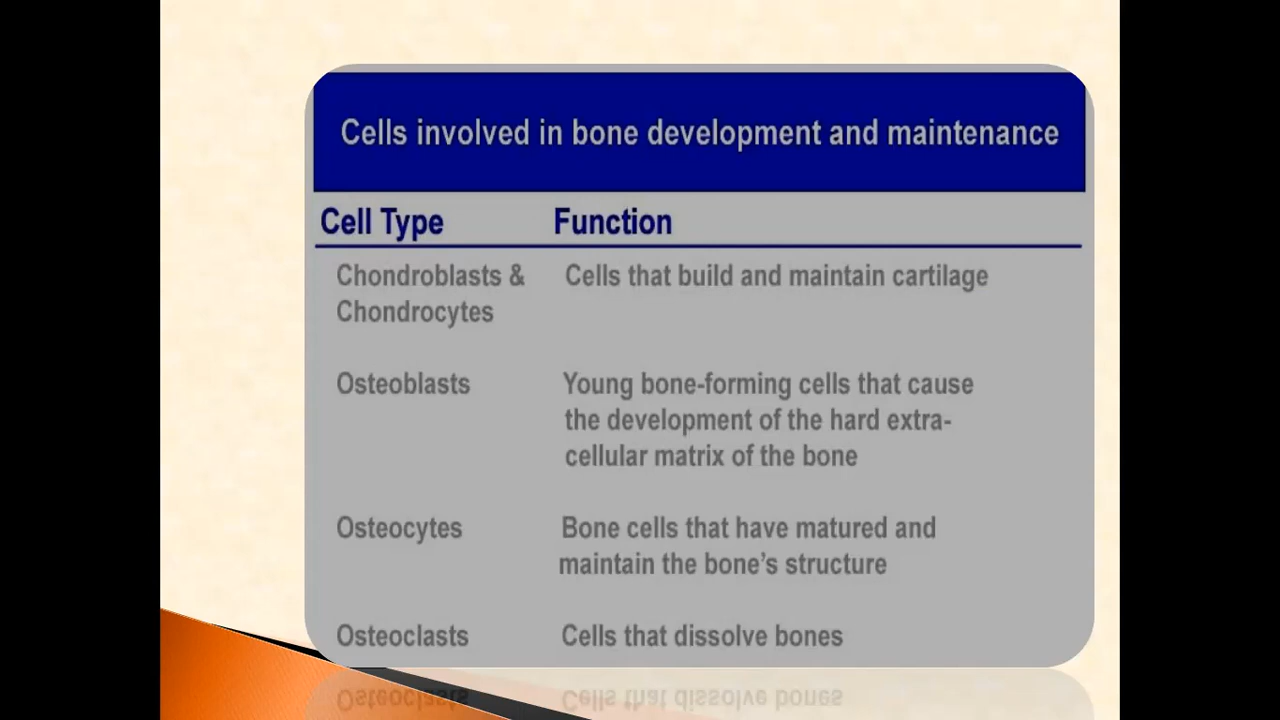 Cells involved in bone development and maintenance
Cell Type Function
Chondroblasts & Cells that build and maintain cartilage
Chondrocytes
Osteoblasts Young bone-forming cells that cause
the development of the hard extra-
cellular matrix of the bone
Osteocytes Bone cells that have matured and
maintain the bone’s structure
Osteoclasts Cells that dissolve bones